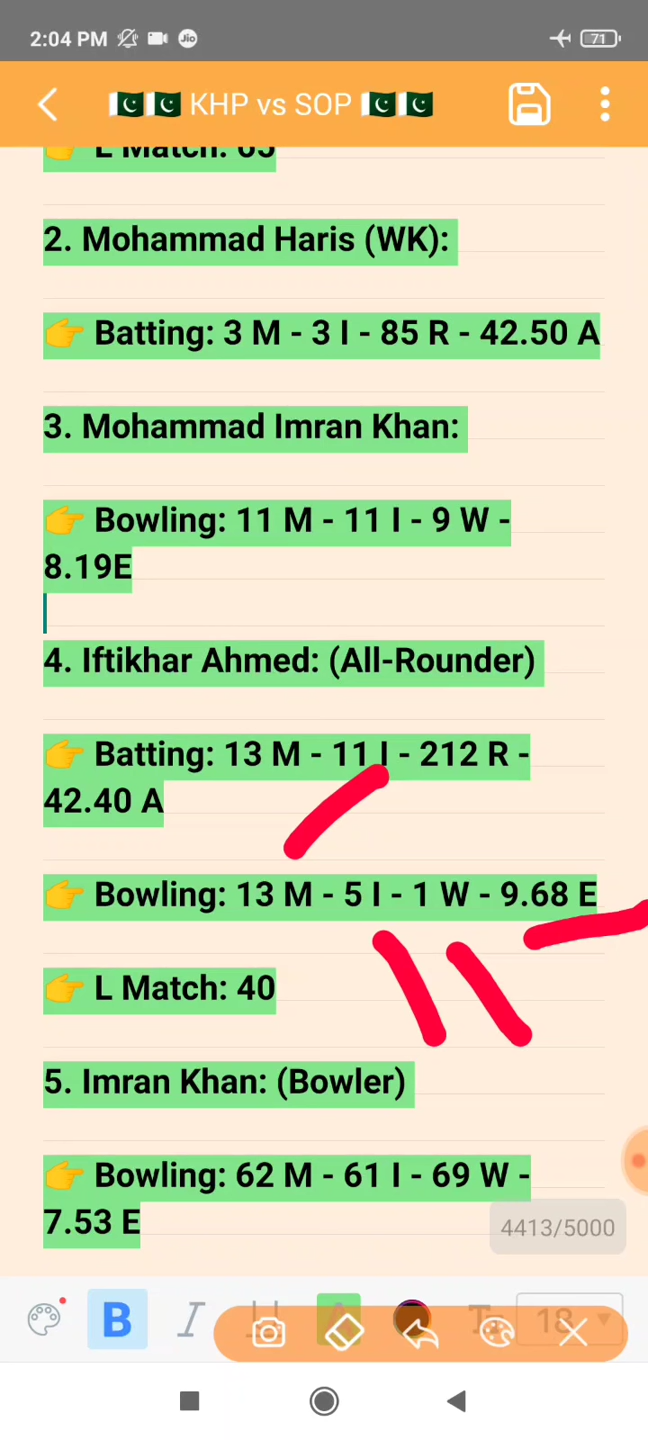 2:04 PM Jio 71
🇵🇰🇵🇰 KHP vs SOP 🇵🇰🇵🇰
👉 L Match: 65
2. Mohammad Haris (WK):
👉 Batting: 3 M - 3 I - 85 R - 42.50 A
3. Mohammad Imran Khan:
👉 Bowling: 11 M - 11 I - 9 W -
8.19E
4. Iftikhar Ahmed: (All-Rounder)
👉 Batting: 13 M - 11 I - 212 R -
42.40 A
👉 Bowling: 13 M - 5 I - 1 W - 9.68 E
👉 L Match: 40
5. Imran Khan: (Bowler)
👉 Bowling: 62 M - 61 I - 69 W -
7.53 E
4413/5000
B I 18